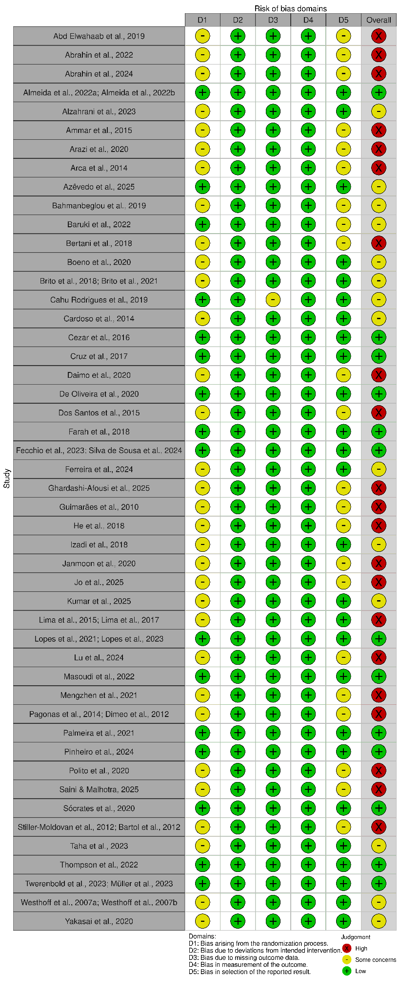 Risk of bias domains
D1 D2 D3 D4 D5 Overall
Abd Elwahaab et al., 2019 - + + + - X
Abrahin et al., 2022 - + + + - X
Abrahin et al., 2024 - + + + - X
Almeida et al., 2022a; Almeida et al., 2022b + + + + + +
Alzahrani et al., 2023 - + + + + -
Ammar et al., 2015 - + + + - X
Arazi et al., 2020 - + + + - X
Arca et al., 2014 - + + + - X
Azêvedo et al., 2025 + + + + + -
Bahmanbeglou et al., 2019 - + + + - -
Baruki et al., 2022 + + + + - -
Bertani et al., 2018 - + + + - X
Boeno et al., 2020 - + + + + -
Brito et al., 2018; Brito et al., 2021 - + + + + -
Cahu Rodrigues et al., 2019 + + - + + -
Cardoso et al., 2014 - + + + + -
Cezar et al., 2016 + + + + + +
Cruz et al., 2017 + + + + + +
Daimo et al., 2020 - + + + - X
De Oliveira et al., 2020 + + + + + +
Dos Santos et al., 2015 - + + + - X
Farah et al., 2018 + + + + + +
Fecchio et al., 2023; Silva de Sousa et al., 2024 + + + + + +
Ferreira et al., 2024 - + + + + -
Study
Ghardashi-Afousi et al., 2025 - + + + - X
Guimarães et al., 2010 - + + + - X
He et al., 2018 - + + + - X
Izadi et al., 2018 - + + + + -
Janmoon et al., 2020 - + + + - X
Jo et al., 2025 - + + + - X
Kumar et al., 2025 - + + + + -
Lima et al., 2015; Lima et al., 2017 - + + + + X
Lopes et al., 2021; Lopes et al., 2023 + + + + + +
Lu et al., 2024 - + + + - X
Masoudi et al., 2022 + + + + + +
Mengzhen et al., 2021 - + + + - X
Pagonas et al., 2014; Dimeo et al., 2012 - + + + - X
Palmeira et al., 2021 + + + + + +
Pinheiro et al., 2024 + + + + + +
Polito et al., 2020 - + + + - X
Saini & Malhotra, 2025 - + + + - X
Sócrates et al., 2020 + + + + + +
Stiller-Moldovan et al., 2012; Bartol et al., 2012 - + + + - X
Taha et al., 2023 - + + + + -
Thompson et al., 2022 + + + + + +
Twerenbold et al., 2023; Müller et al., 2023 + + + + + +
Westhoff et al., 2007a; Westhoff et al., 2007b - + + + + -
Yakasai et al., 2020 - + + + + -
Domains:
D1: Bias arising from the randomization process.
D2: Bias due to deviations from intended intervention.
D3: Bias due to missing outcome data.
D4: Bias in measurement of the outcome.
D5: Bias in selection of the reported result.
Judgement
X High
- Some concerns
+ Low